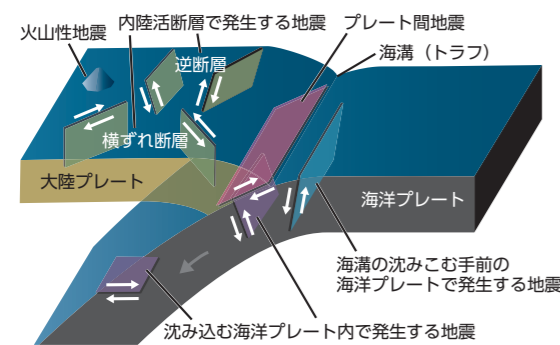 内陸活断層で発生する地震
プレート間地震
火山性地震
海溝（トラフ）
逆断層
横ずれ断層
大陸プレート
海洋プレート
海溝の沈みこむ手前の
海洋プレートで発生する地震
沈み込む海洋プレート内で発生する地震